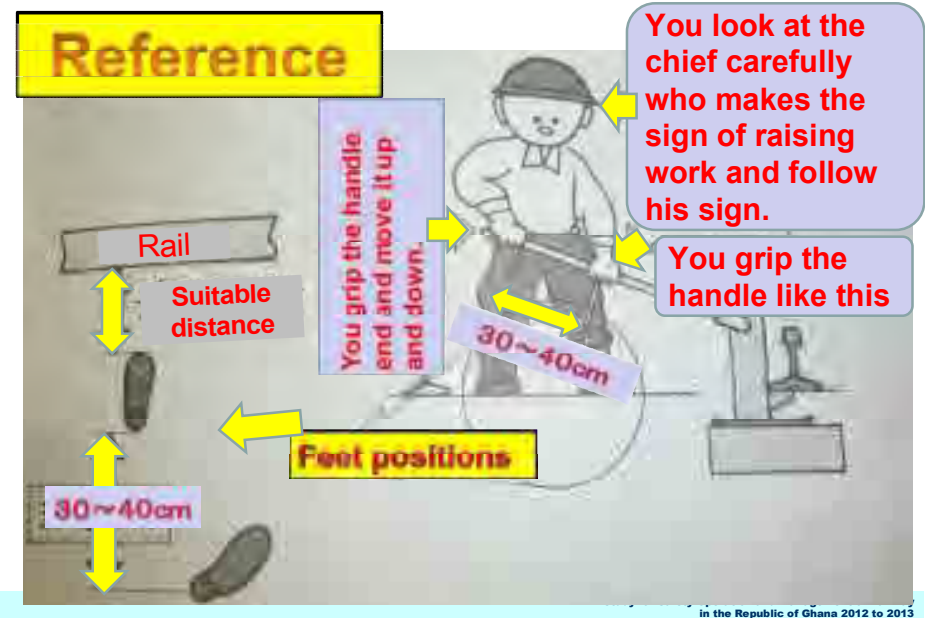 Reference
You look at the
chief carefully
who makes the
sign of raising
work and follow
his sign.
You grip the handle
end and move it up
and down.
You grip the
handle like this
Rail
Suitable
distance
30~40cm
Feet positions
30~40cm
in the Republic of Ghana 2012 to 2013